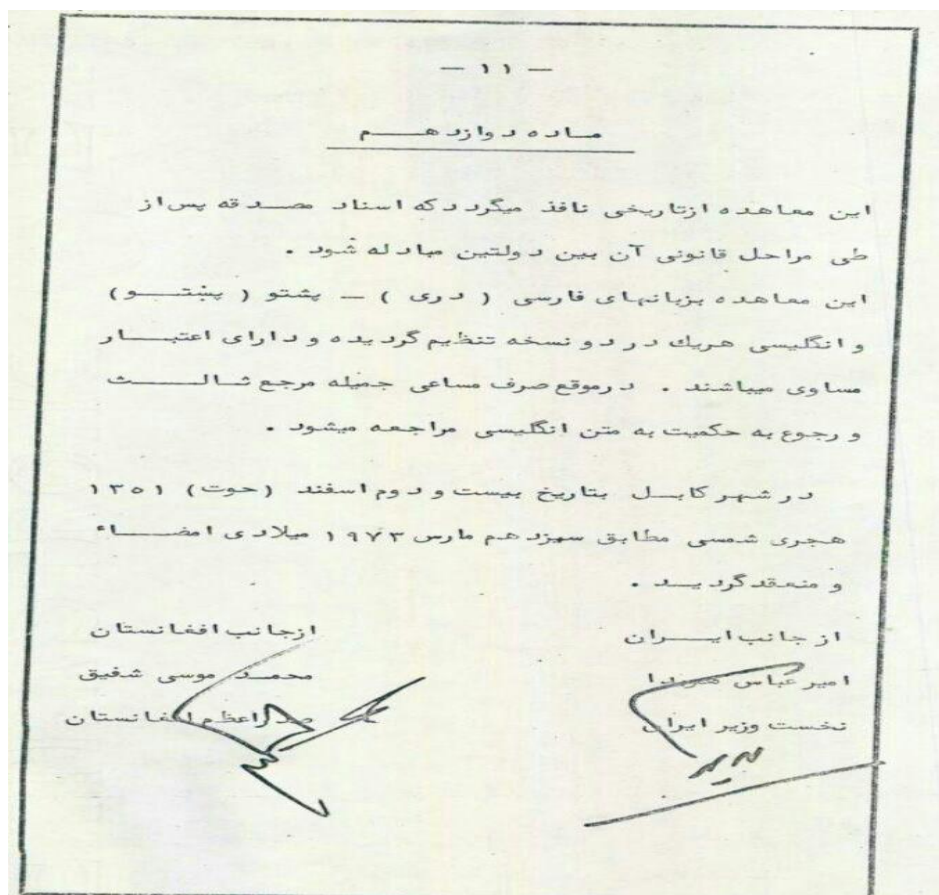 — ۱۱ —
ماده دوازدهم
این معاهده ازتاریخی نافذ میگردد که اسناد مصدقه پس از
طی مراحل قانونی آن بین دولتین مبادله شود .
این معاهده بزبانهای فارسی ( دری ) — پشتو ( پښتو )
و انگلیسی هریك در دو نسخه تنظیم گردیده و دارای اعتبار
مساوی میباشند . درموقع صرف مساعی جمیله مرجع ثالث
و رجوع به حکمیت به متن انگلیسی مراجعه میشود .
در شهر کابل بتاریخ بیست و دوم اسفند (حوت) ۱۳۵۱
هجری شمسی مطابق سیزدهم مارس ۱۹۷۳ میلادی امضاء
و منعقد گردید .
از جانب ایران
امیر عباس هویدا
نخست وزیر ایران
ازجانب افغانستان
محمد موسی شفیق
صدراعظم افغانستان